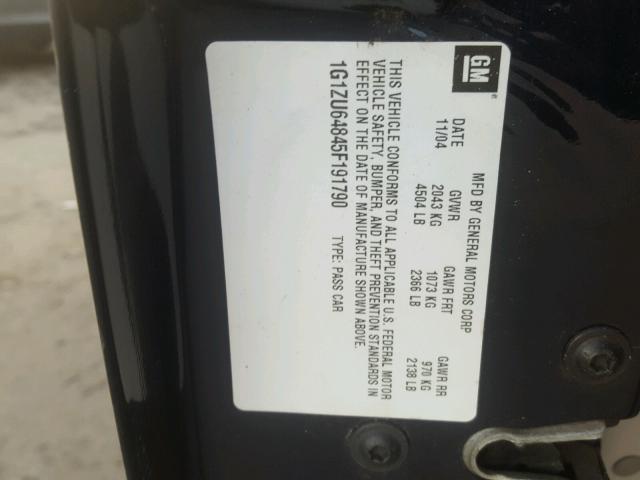 GM
MFD BY GENERAL MOTORS CORP
DATE GVWR GAWR FRT GAWR RR
11/04 2043 KG 1073 KG 970 KG
4504 LB 2366 LB 2138 LB
THIS VEHICLE CONFORMS TO ALL APPLICABLE U.S. FEDERAL MOTOR
VEHICLE SAFETY, BUMPER, AND THEFT PREVENTION STANDARDS IN
EFFECT ON THE DATE OF MANUFACTURE SHOWN ABOVE.
1G1ZU64845F191790 TYPE: PASS CAR